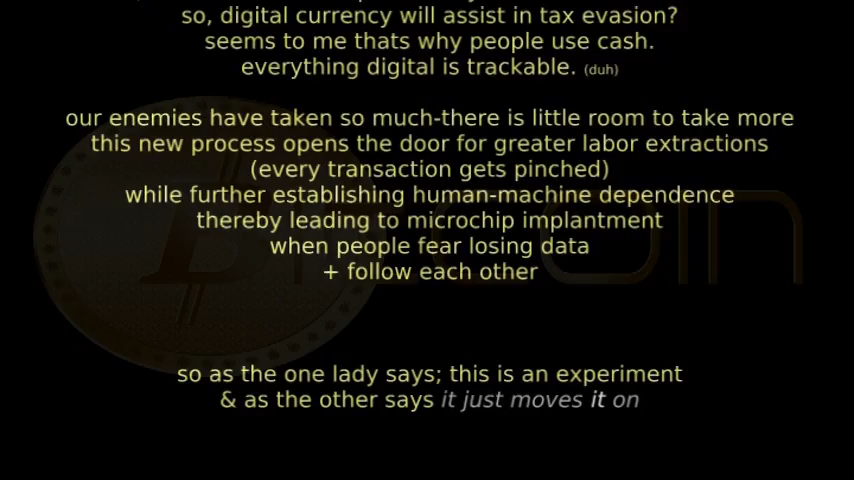 so, digital currency will assist in tax evasion?
seems to me thats why people use cash.
everything digital is trackable. (duh)
our enemies have taken so much-there is little room to take more
this new process opens the door for greater labor extractions
(every transaction gets pinched)
while further establishing human-machine dependence
thereby leading to microchip implantment
when people fear losing data
+ follow each other
so as the one lady says; this is an experiment
& as the other says it just moves it on